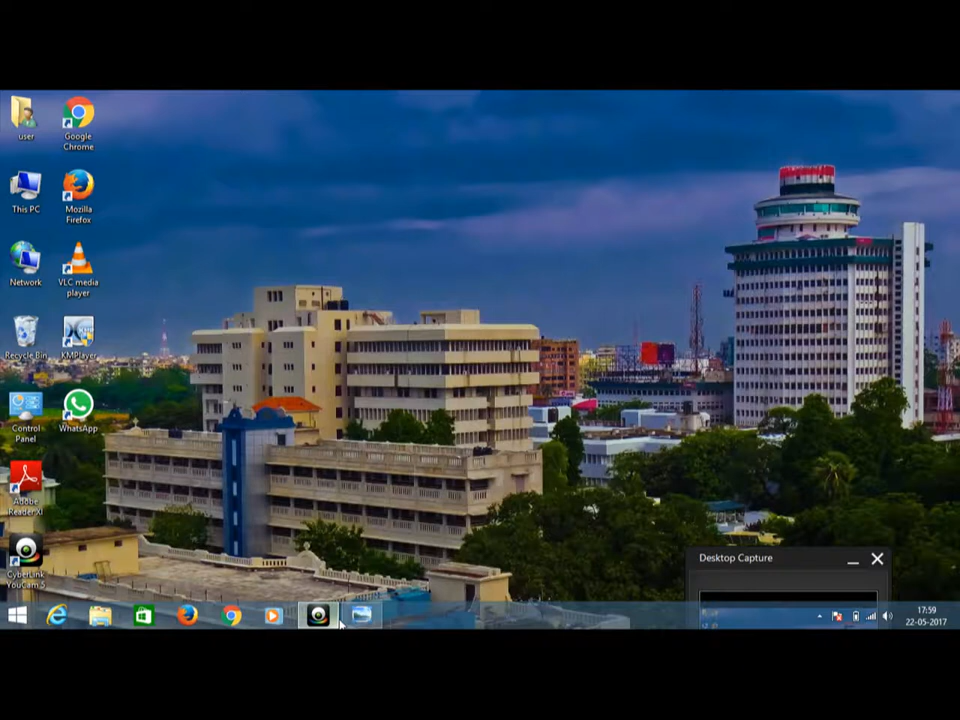 user
Google
Chrome
This PC
Mozilla
Firefox
Network
VLC media
player
Recycle Bin
KMPlayer
Control
Panel
WhatsApp
Adobe
Reader XI
CyberLink
YouCam 5
Desktop Capture
17:59
22-05-2017